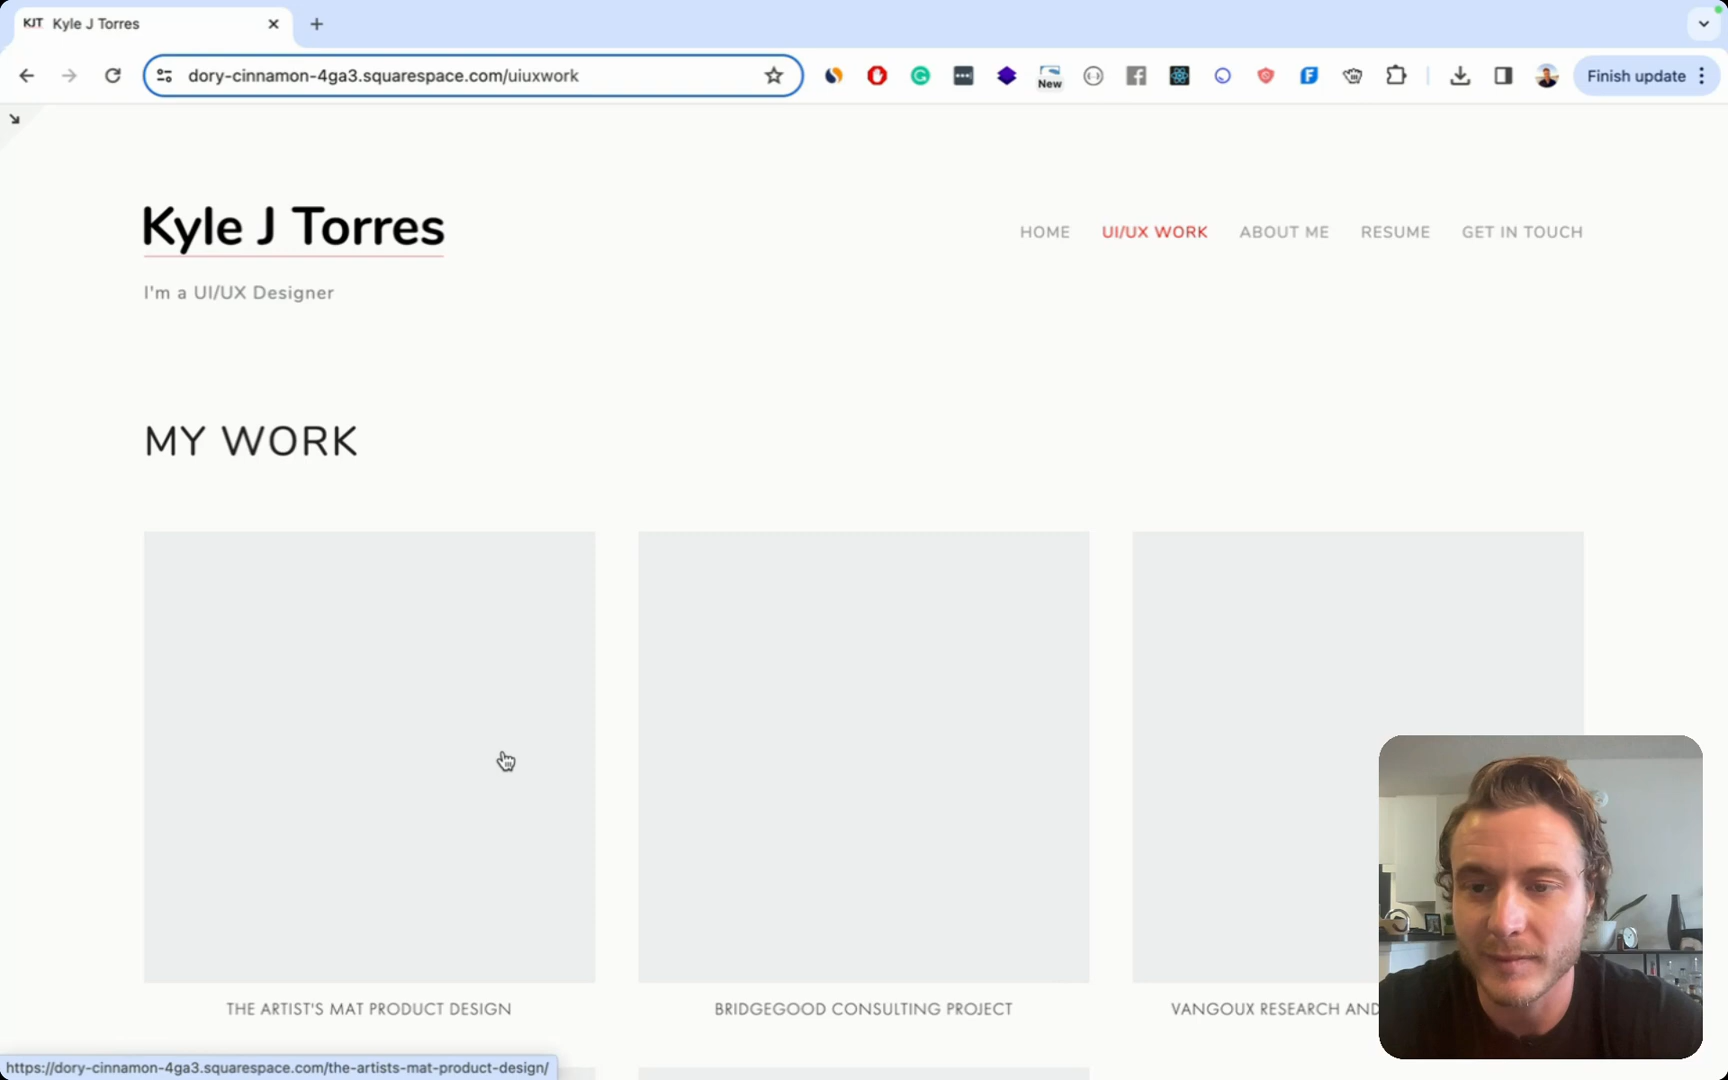 KJT Kyle J Torres
dory-cinnamon-4ga3.squarespace.com/uiuxwork
New
Finish update
Kyle J Torres
HOME UI/UX WORK ABOUT ME RESUME GET IN TOUCH
I'm a UI/UX Designer
MY WORK
THE ARTIST'S MAT PRODUCT DESIGN
BRIDGEGOOD CONSULTING PROJECT
VANGOUX RESEARCH AND
https://dory-cinnamon-4ga3.squarespace.com/the-artists-mat-product-design/